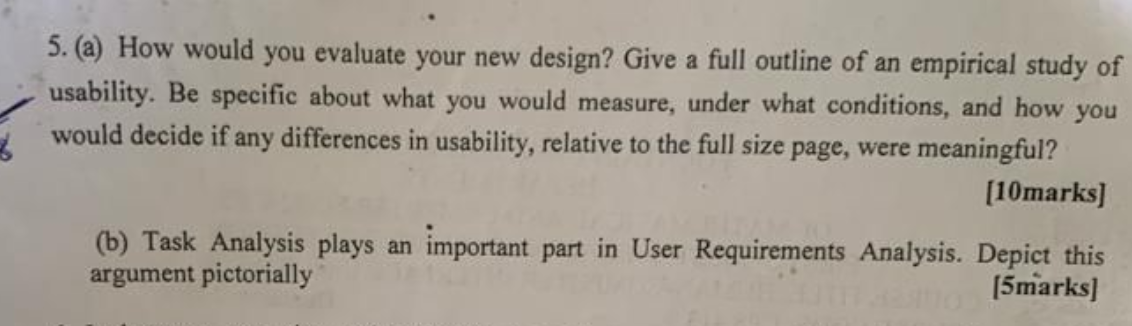 5. (a) How would you evaluate your new design? Give a full outline of an empirical study of
usability. Be specific about what you would measure, under what conditions, and how you
would decide if any differences in usability, relative to the full size page, were meaningful?
[10marks]
(b) Task Analysis plays an important part in User Requirements Analysis. Depict this
argument pictorially
[5marks]